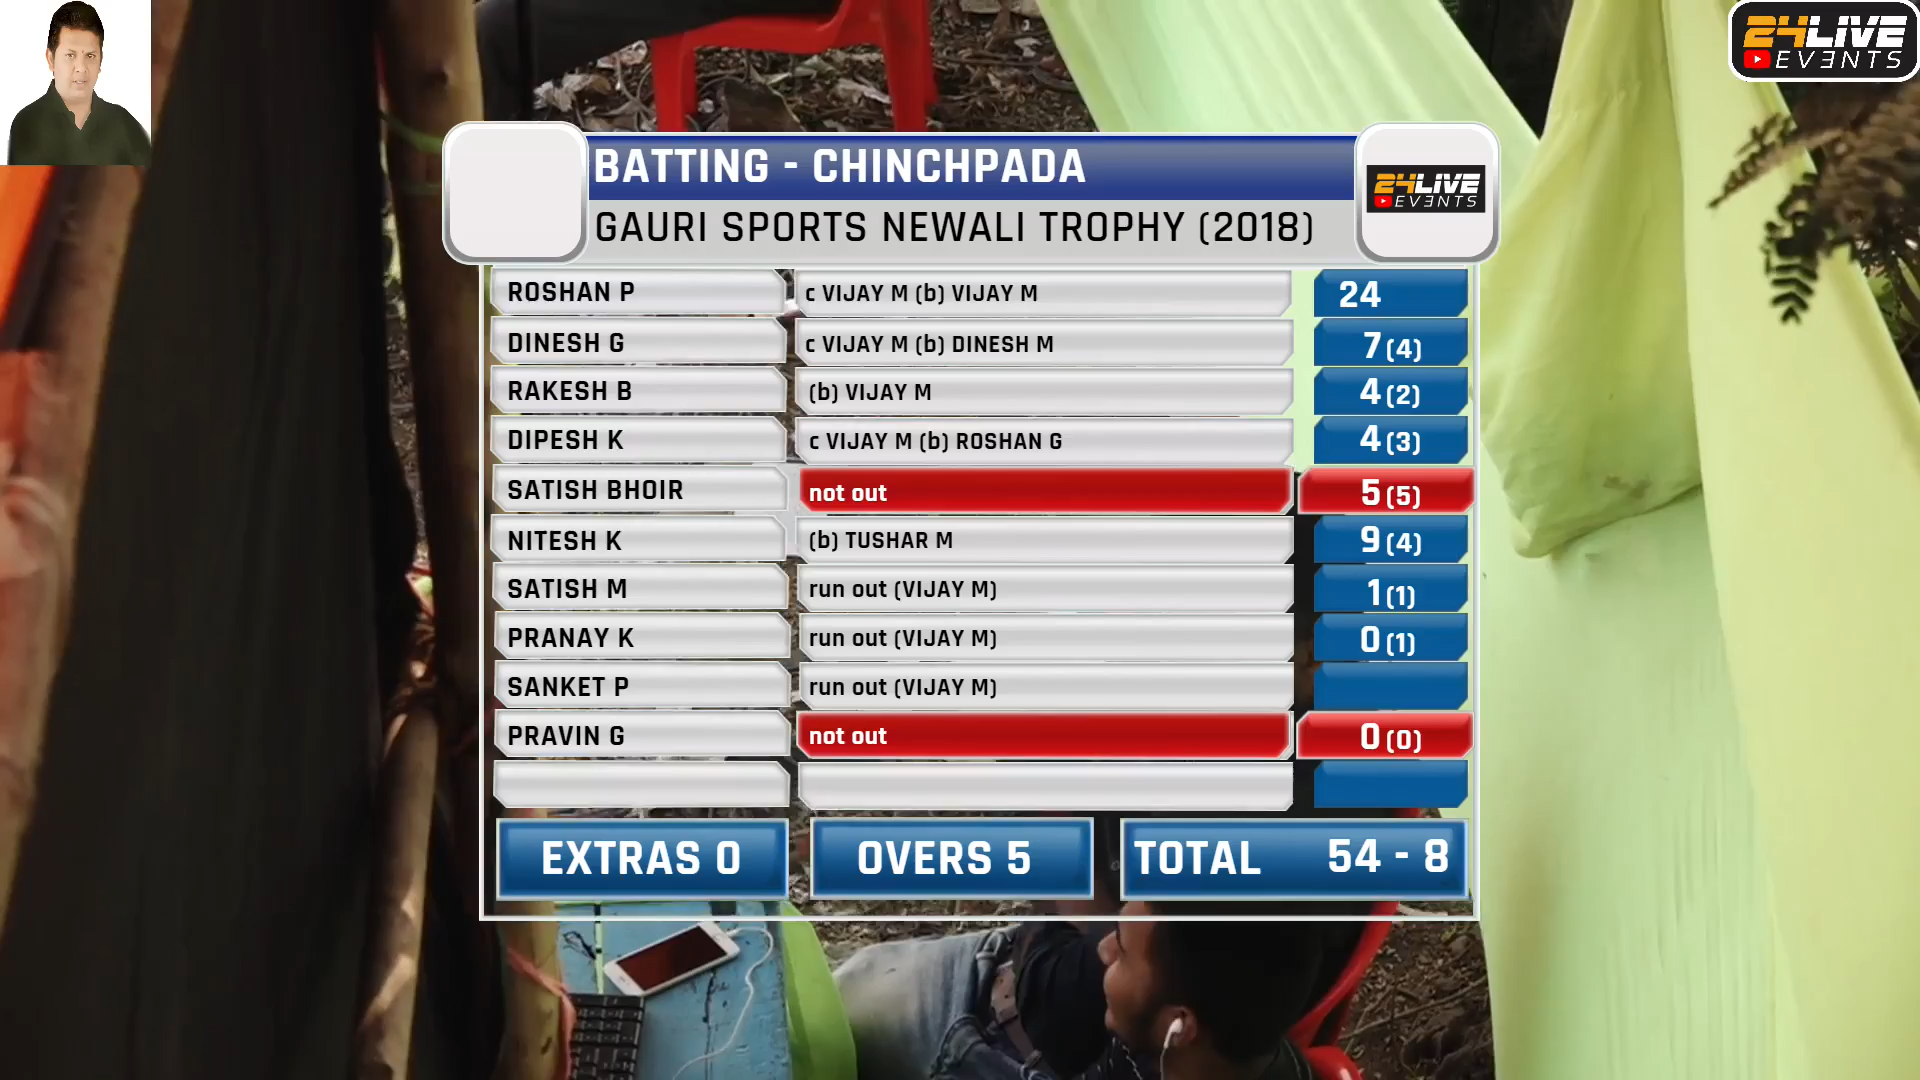 24LIVE
EVENTS
BATTING - CHINCHPADA
GAURI SPORTS NEWALI TROPHY (2018)
24LIVE
EVENTS
ROSHAN P c VIJAY M (b) VIJAY M 24
DINESH G c VIJAY M (b) DINESH M 7 (4)
RAKESH B (b) VIJAY M 4 (2)
DIPESH K c VIJAY M (b) ROSHAN G 4 (3)
SATISH BHOIR not out 5 (5)
NITESH K (b) TUSHAR M 9 (4)
SATISH M run out (VIJAY M) 1 (1)
PRANAY K run out (VIJAY M) 0 (1)
SANKET P run out (VIJAY M)
PRAVIN G not out 0 (0)
EXTRAS 0 OVERS 5 TOTAL 54 - 8